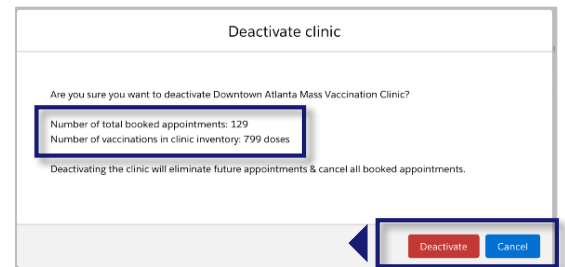 Deactivate clinic
Are you sure you want to deactivate Downtown Atlanta Mass Vaccination Clinic?
Number of total booked appointments: 129
Number of vaccinations in clinic inventory: 799 doses
Deactivating the clinic will eliminate future appointments & cancel all booked appointments.
Deactivate Cancel